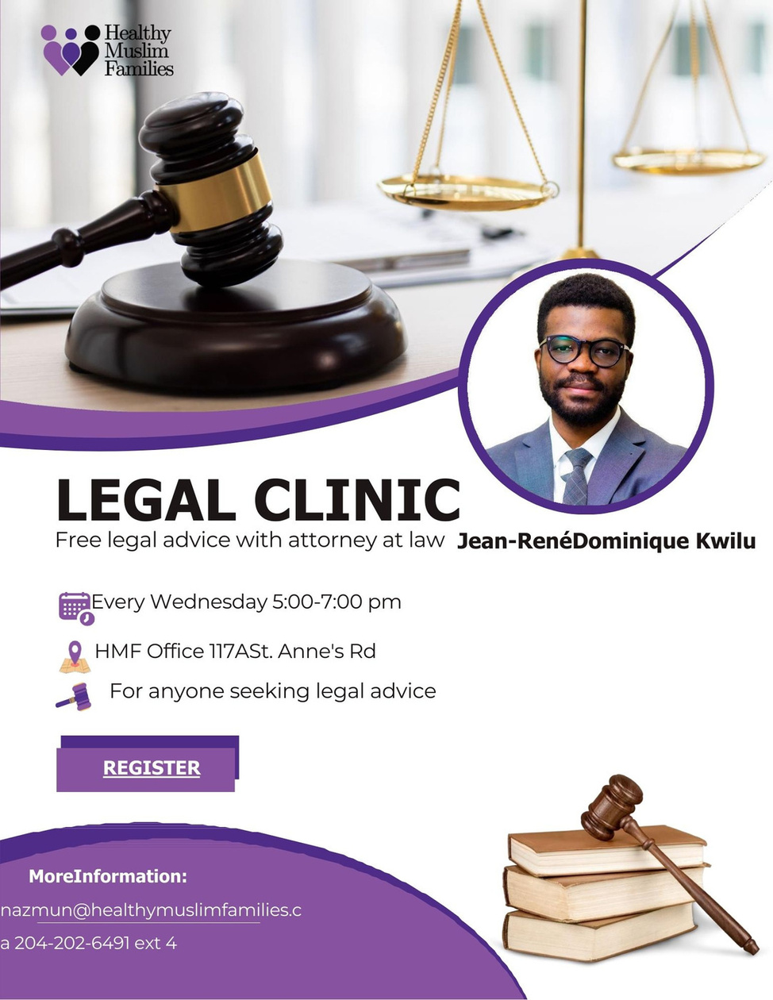 Healthy
Muslim
Families
LEGAL CLINIC
Free legal advice with attorney at law Jean-RenéDominique Kwilu
Every Wednesday 5:00-7:00 pm
HMF Office 117ASt. Anne's Rd
For anyone seeking legal advice
REGISTER
MoreInformation:
nazmun@healthymuslimfamilies.c
a 204-202-6491 ext 4